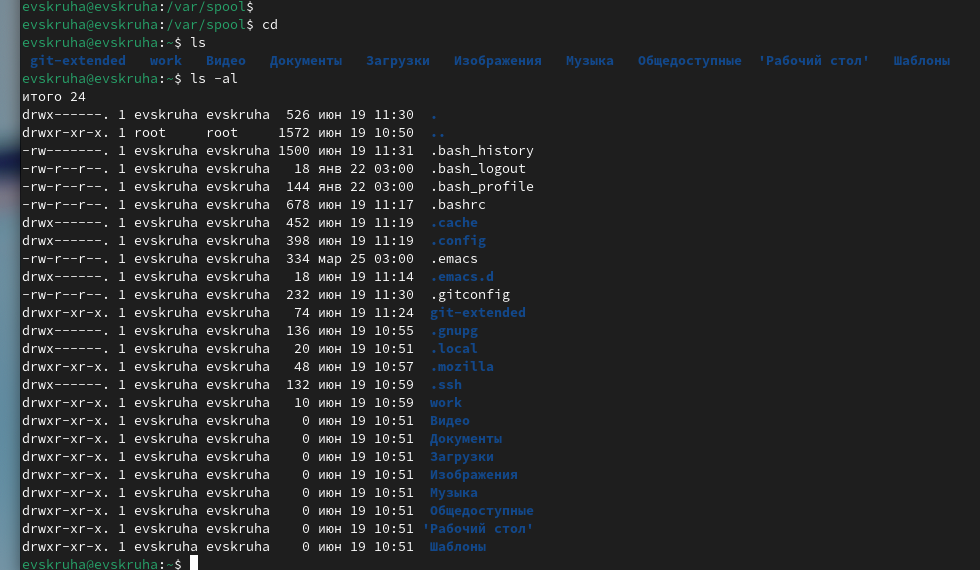 evskruha@evskruha:/var/spool$
evskruha@evskruha:/var/spool$ cd
evskruha@evskruha:~$ ls
git-extended work Видео Документы Загрузки Изображения Музыка Общедоступные 'Рабочий стол' Шаблоны
evskruha@evskruha:~$ ls -al
итого 24
drwx------. 1 evskruha evskruha 526 июн 19 11:30 .
drwxr-xr-x. 1 root root 1572 июн 19 10:50 ..
-rw-------. 1 evskruha evskruha 1500 июн 19 11:31 .bash_history
-rw-r--r--. 1 evskruha evskruha 18 янв 22 03:00 .bash_logout
-rw-r--r--. 1 evskruha evskruha 144 янв 22 03:00 .bash_profile
-rw-r--r--. 1 evskruha evskruha 678 июн 19 11:17 .bashrc
drwx------. 1 evskruha evskruha 452 июн 19 11:19 .cache
drwx------. 1 evskruha evskruha 398 июн 19 11:19 .config
-rw-r--r--. 1 evskruha evskruha 334 мар 25 03:00 .emacs
drwx------. 1 evskruha evskruha 18 июн 19 11:14 .emacs.d
-rw-r--r--. 1 evskruha evskruha 232 июн 19 11:30 .gitconfig
drwxr-xr-x. 1 evskruha evskruha 74 июн 19 11:24 git-extended
drwx------. 1 evskruha evskruha 136 июн 19 10:55 .gnupg
drwx------. 1 evskruha evskruha 20 июн 19 10:51 .local
drwxr-xr-x. 1 evskruha evskruha 48 июн 19 10:57 .mozilla
drwx------. 1 evskruha evskruha 132 июн 19 10:59 .ssh
drwxr-xr-x. 1 evskruha evskruha 10 июн 19 10:59 work
drwxr-xr-x. 1 evskruha evskruha 0 июн 19 10:51 Видео
drwxr-xr-x. 1 evskruha evskruha 0 июн 19 10:51 Документы
drwxr-xr-x. 1 evskruha evskruha 0 июн 19 10:51 Загрузки
drwxr-xr-x. 1 evskruha evskruha 0 июн 19 10:51 Изображения
drwxr-xr-x. 1 evskruha evskruha 0 июн 19 10:51 Музыка
drwxr-xr-x. 1 evskruha evskruha 0 июн 19 10:51 Общедоступные
drwxr-xr-x. 1 evskruha evskruha 0 июн 19 10:51 'Рабочий стол'
drwxr-xr-x. 1 evskruha evskruha 0 июн 19 10:51 Шаблоны
evskruha@evskruha:~$